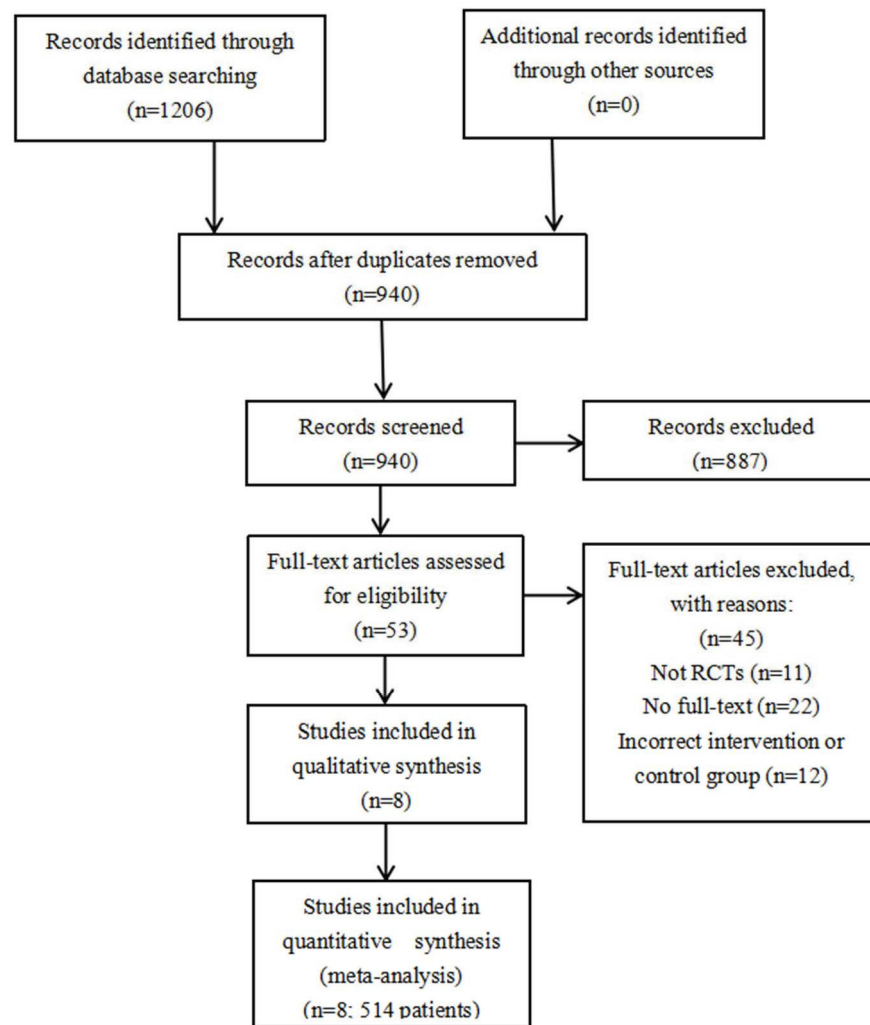 Records identified through
database searching
(n=1206)
Additional records identified
through other sources
(n=0)
Records after duplicates removed
(n=940)
Records screened
(n=940)
Records excluded
(n=887)
Full-text articles assessed
for eligibility
(n=53)
Full-text articles excluded,
with reasons:
(n=45)
Not RCTs (n=11)
No full-text (n=22)
Incorrect intervention or
control group (n=12)
Studies included in
qualitative synthesis
(n=8)
Studies included in
quantitative synthesis
(meta-analysis)
(n=8; 514 patients)